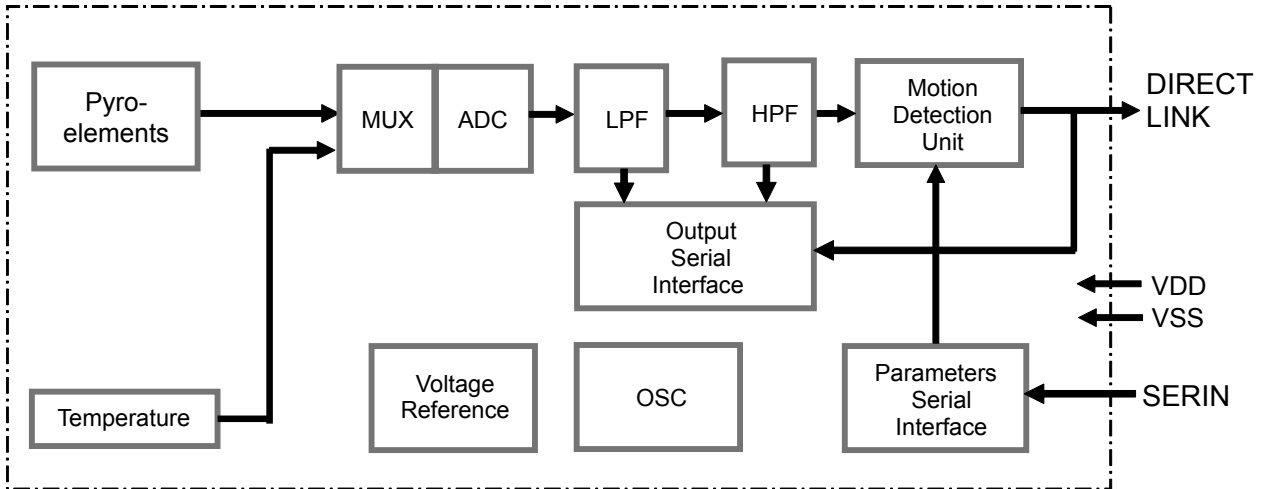 Pyro-
elements
MUX
ADC
LPF
HPF
Motion
Detection
Unit
DIRECT
LINK
Output
Serial
Interface
VDD
VSS
Temperature
Voltage
Reference
OSC
Parameters
Serial
Interface
SERIN